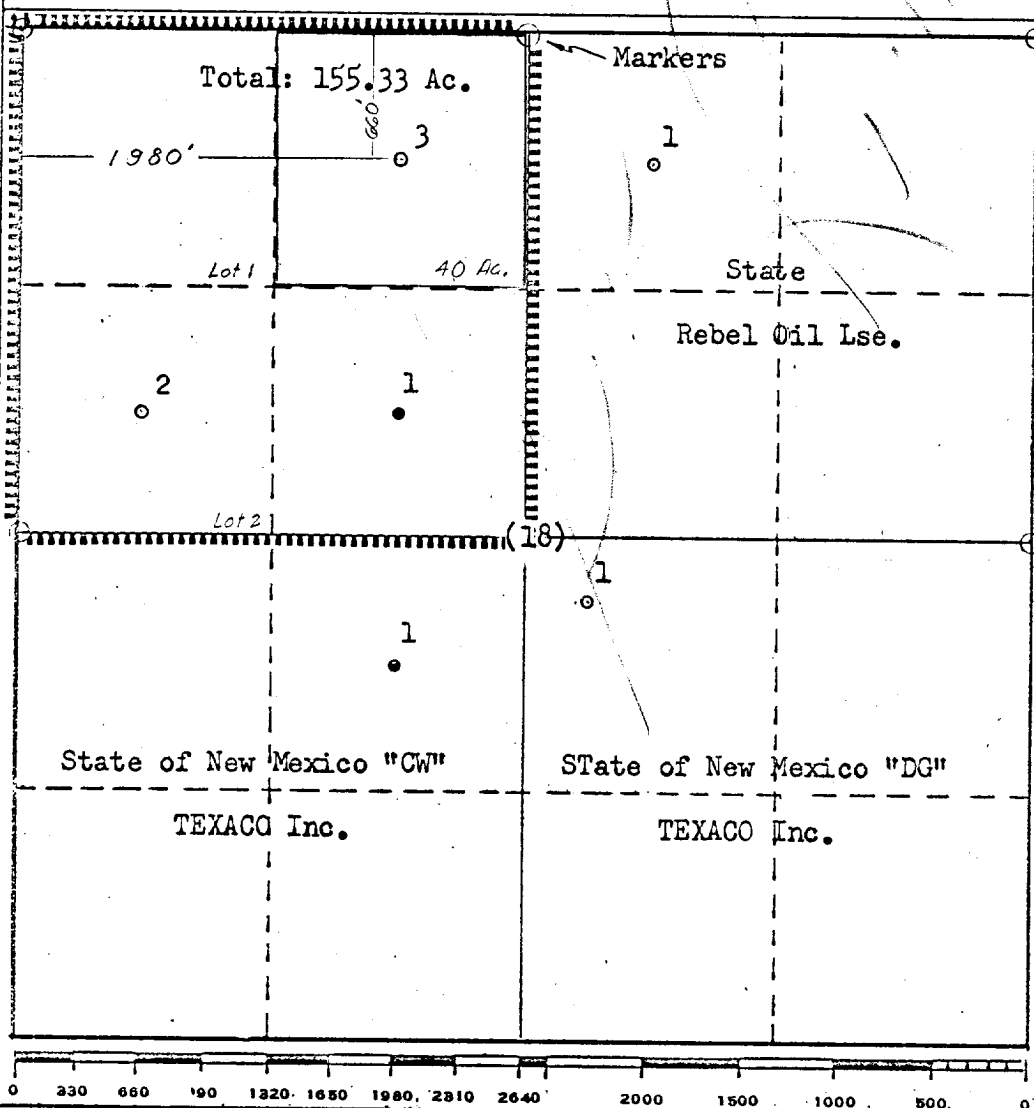 Markers
Total: 155.33 Ac.
660'
3
1
1980'
Lot 1
40 Ac.
State
Rebel Oil Lse.
2
1
Lot 2
(18)
1
1
State of New Mexico "CW"
STate of New Mexico "DG"
TEXACO Inc.
TEXACO Inc.
0 330 660 '90 1320. 1650 1980. 2310 2640 2000 1500 1000 500. 0